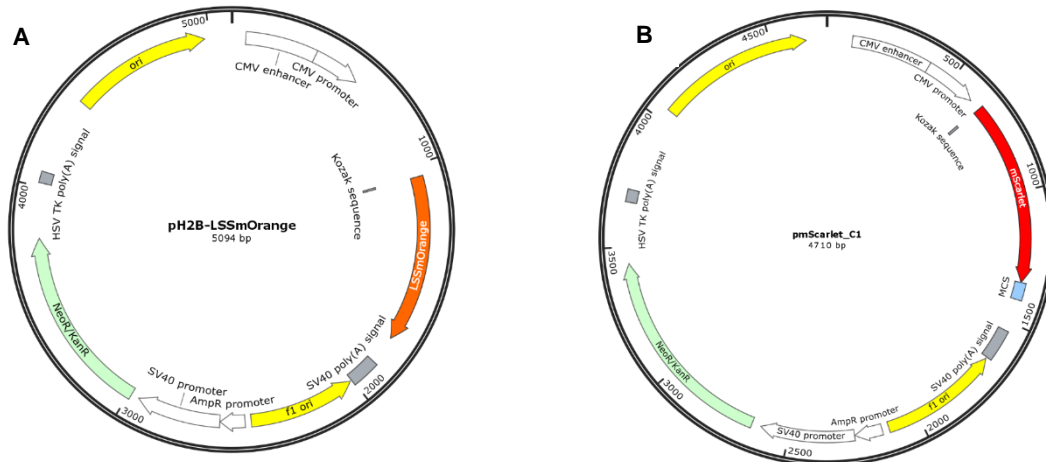 A
5000
ori
CMV enhancer
CMV promoter
1000
Kozak sequence
HSV TK poly(A) signal
4000
pH2B-LSSmOrange
5094 bp
LSSmOrange
NeoR/KanR
SV40 poly(A) signal
2000
SV40 promoter
AmpR promoter
f1 ori
3000
B
4500
ori
CMV enhancer
500
CMV promoter
4000
Kozak sequence
mScarlet
1000
HSV TK poly(A) signal
pmScarlet_C1
4710 bp
3500
MCS
1500
NeoR/KanR
SV40 poly(A) signal
3000
AmpR promoter
f1 ori
SV40 promoter
2000
2500